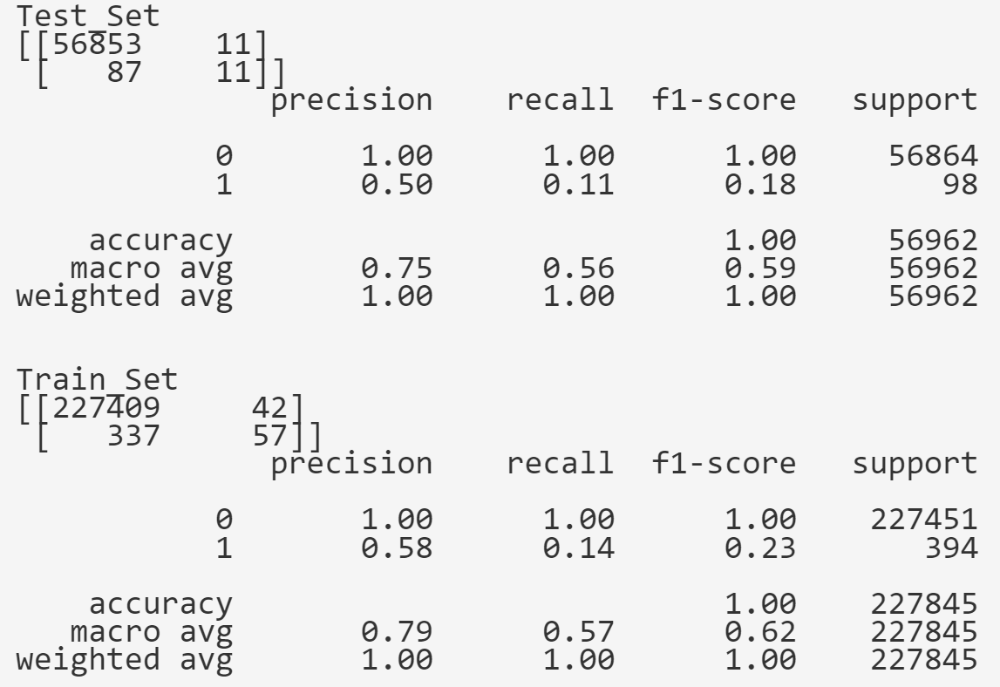 Test_Set
[[56853    11]
 [   87    11]]
              precision    recall  f1-score   support

           0       1.00      1.00      1.00     56864
           1       0.50      0.11      0.18        98

    accuracy                           1.00     56962
   macro avg       0.75      0.56      0.59     56962
weighted avg       1.00      1.00      1.00     56962

Train_Set
[[227409     42]
 [   337     57]]
              precision    recall  f1-score   support

           0       1.00      1.00      1.00    227451
           1       0.58      0.14      0.23       394

    accuracy                           1.00    227845
   macro avg       0.79      0.57      0.62    227845
weighted avg       1.00      1.00      1.00    227845